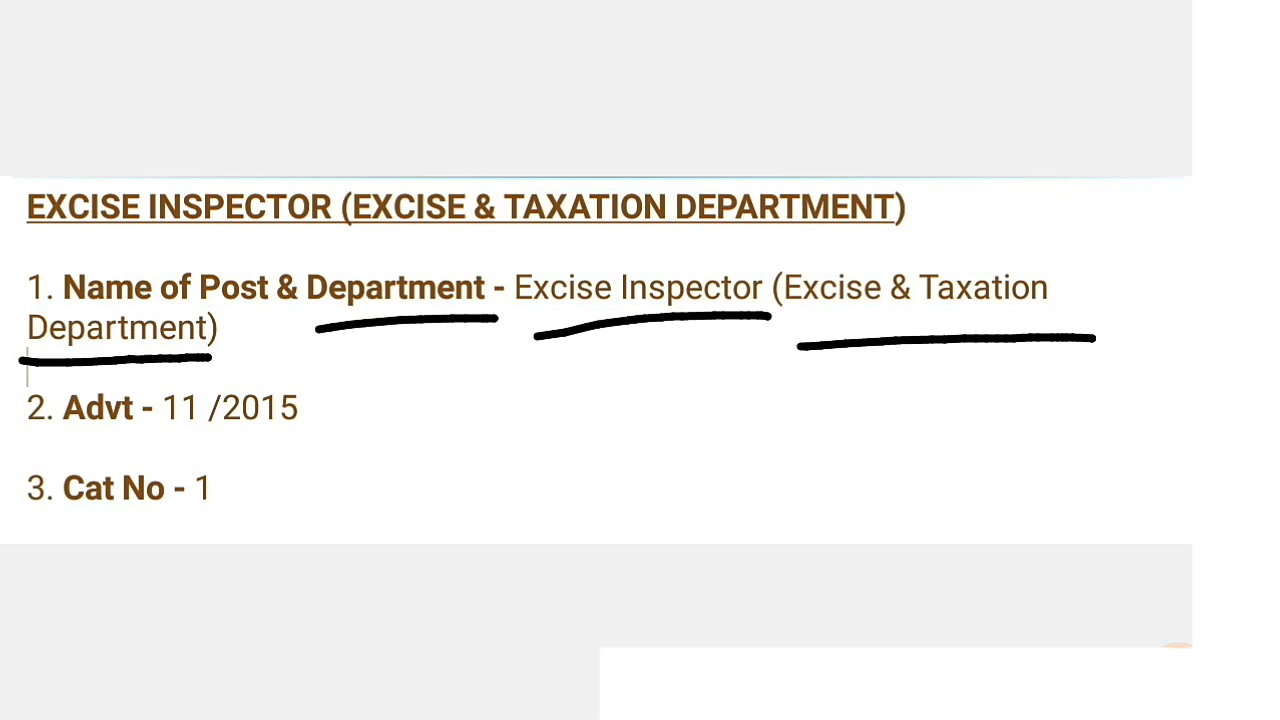 EXCISE INSPECTOR (EXCISE & TAXATION DEPARTMENT)
1. Name of Post & Department - Excise Inspector (Excise & Taxation
Department)
2. Advt - 11 /2015
3. Cat No - 1